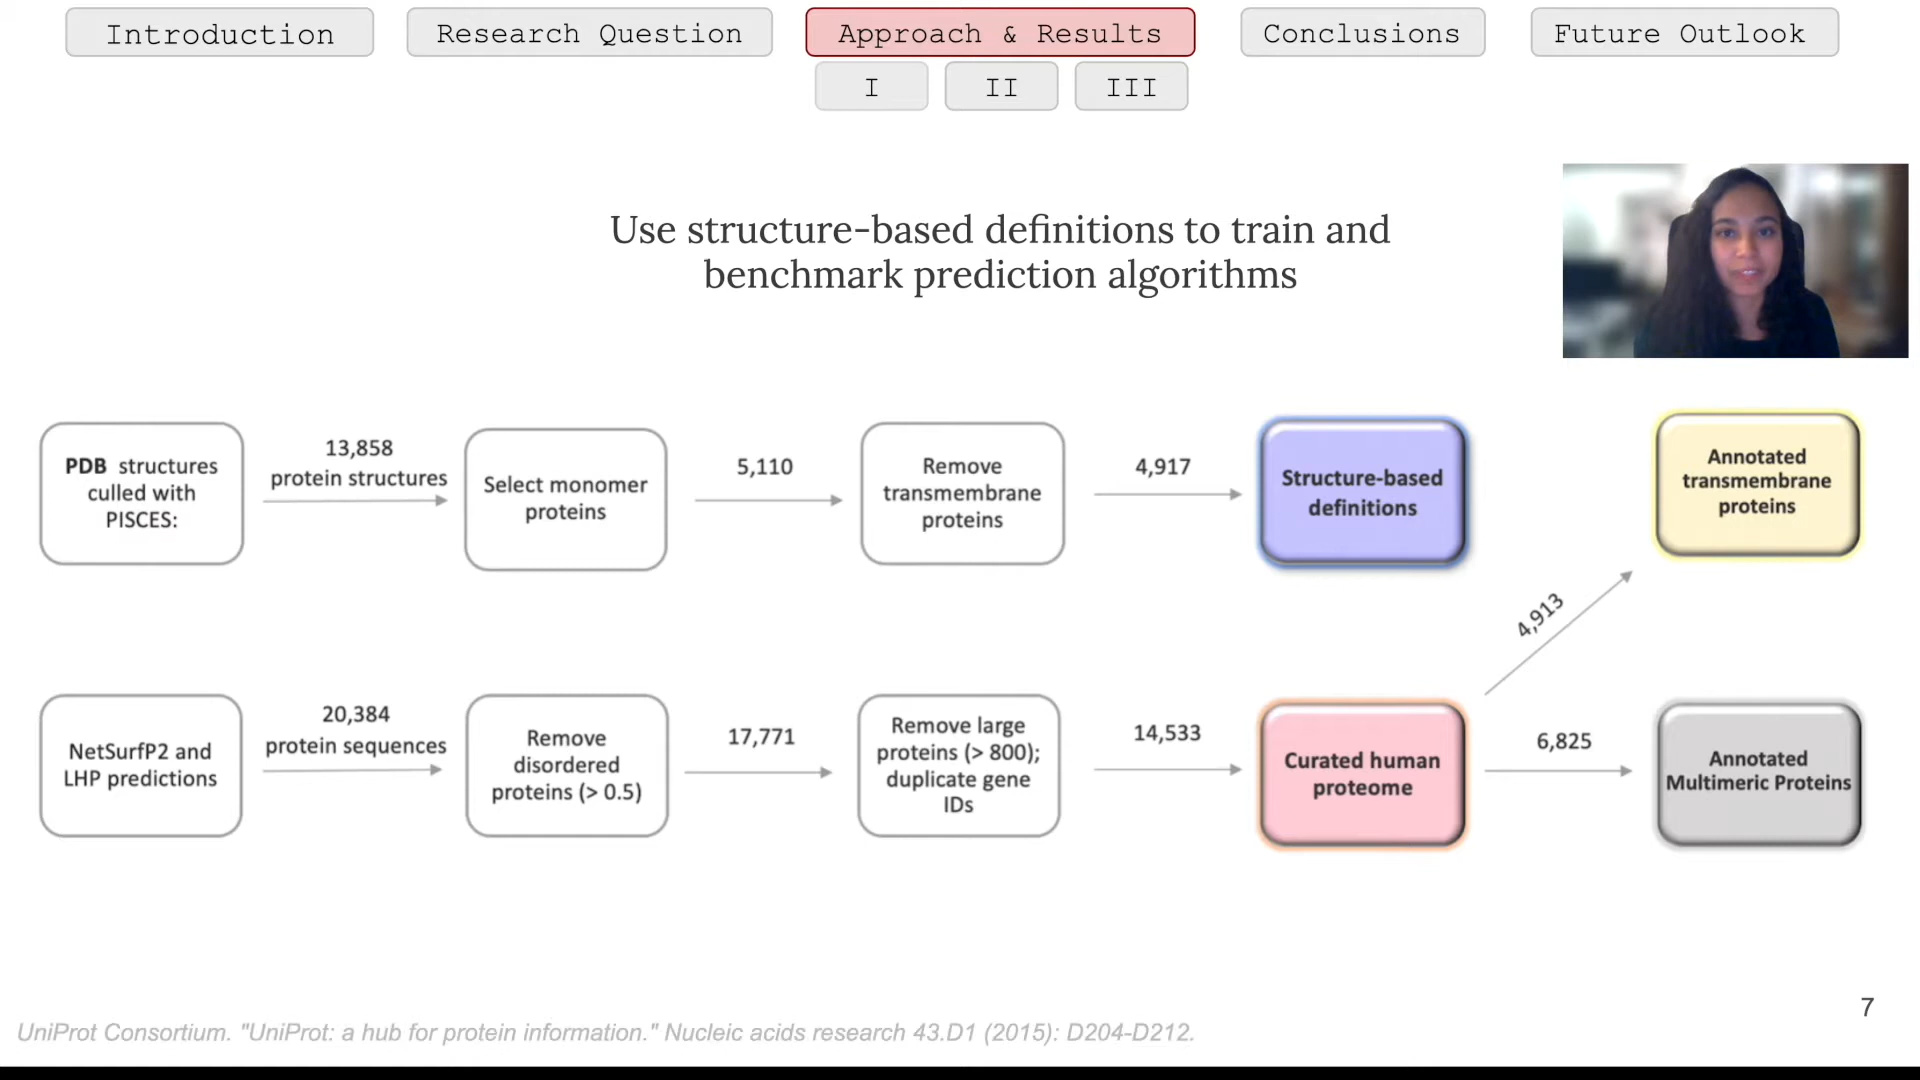 Introduction
Research Question
Approach & Results
Conclusions
Future Outlook
I
II
III
Use structure-based definitions to train and
benchmark prediction algorithms
PDB structures
culled with
PISCES:
13,858
protein structures
Select monomer
proteins
5,110
Remove
transmembrane
proteins
4,917
Structure-based
definitions
Annotated
transmembrane
proteins
4,913
NetSurfP2 and
LHP predictions
20,384
protein sequences
Remove
disordered
proteins (> 0.5)
17,771
Remove large
proteins (> 800);
duplicate gene
IDs
14,533
Curated human
proteome
6,825
Annotated
Multimeric Proteins
7
UniProt Consortium. "UniProt: a hub for protein information." Nucleic acids research 43.D1 (2015): D204-D212.